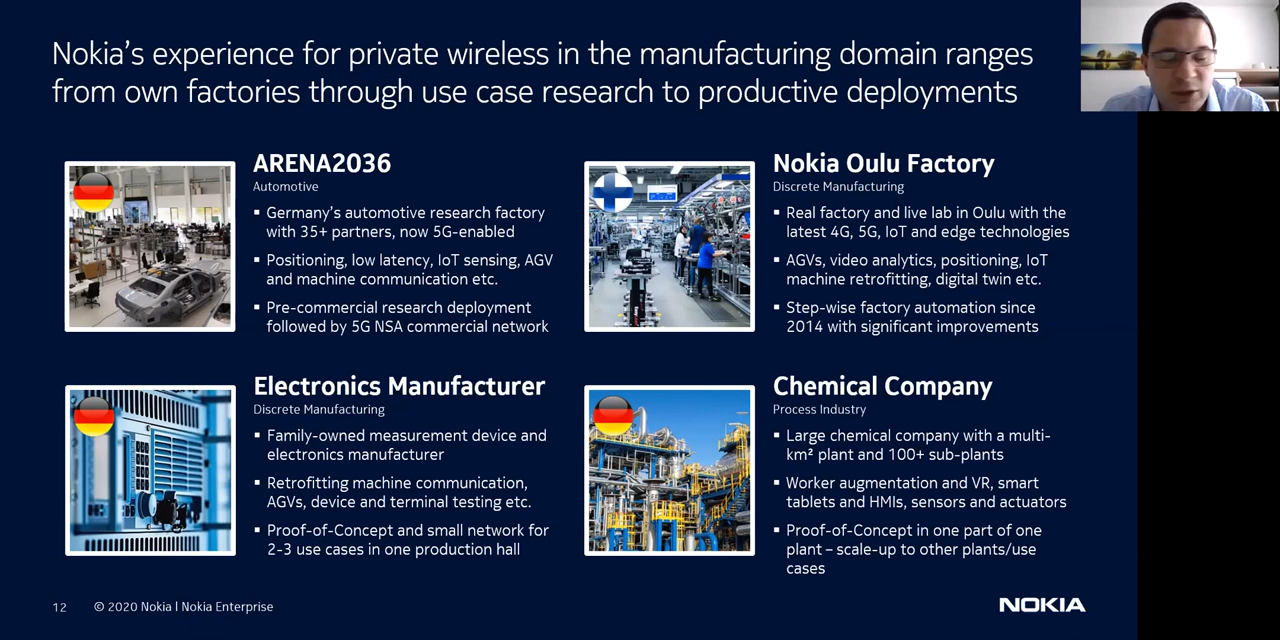 Nokia's experience for private wireless in the manufacturing domain ranges
from own factories through use case research to productive deployments
ARENA2036
Automotive
▪ Germany's automotive research factory
with 35+ partners, now 5G-enabled
▪ Positioning, low latency, IoT sensing, AGV
and machine communication etc.
▪ Pre-commercial research deployment
followed by 5G NSA commercial network
Nokia Oulu Factory
Discrete Manufacturing
▪ Real factory and live lab in Oulu with the
latest 4G, 5G, IoT and edge technologies
▪ AGVs, video analytics, positioning, IoT
machine retrofitting, digital twin etc.
▪ Step-wise factory automation since
2014 with significant improvements
Electronics Manufacturer
Discrete Manufacturing
▪ Family-owned measurement device and
electronics manufacturer
▪ Retrofitting machine communication,
AGVs, device and terminal testing etc.
▪ Proof-of-Concept and small network for
2-3 use cases in one production hall
Chemical Company
Process Industry
▪ Large chemical company with a multi-
km² plant and 100+ sub-plants
▪ Worker augmentation and VR, smart
tablets and HMIs, sensors and actuators
▪ Proof-of-Concept in one part of one
plant – scale-up to other plants/use
cases
12 © 2020 Nokia I Nokia Enterprise
NOKIA